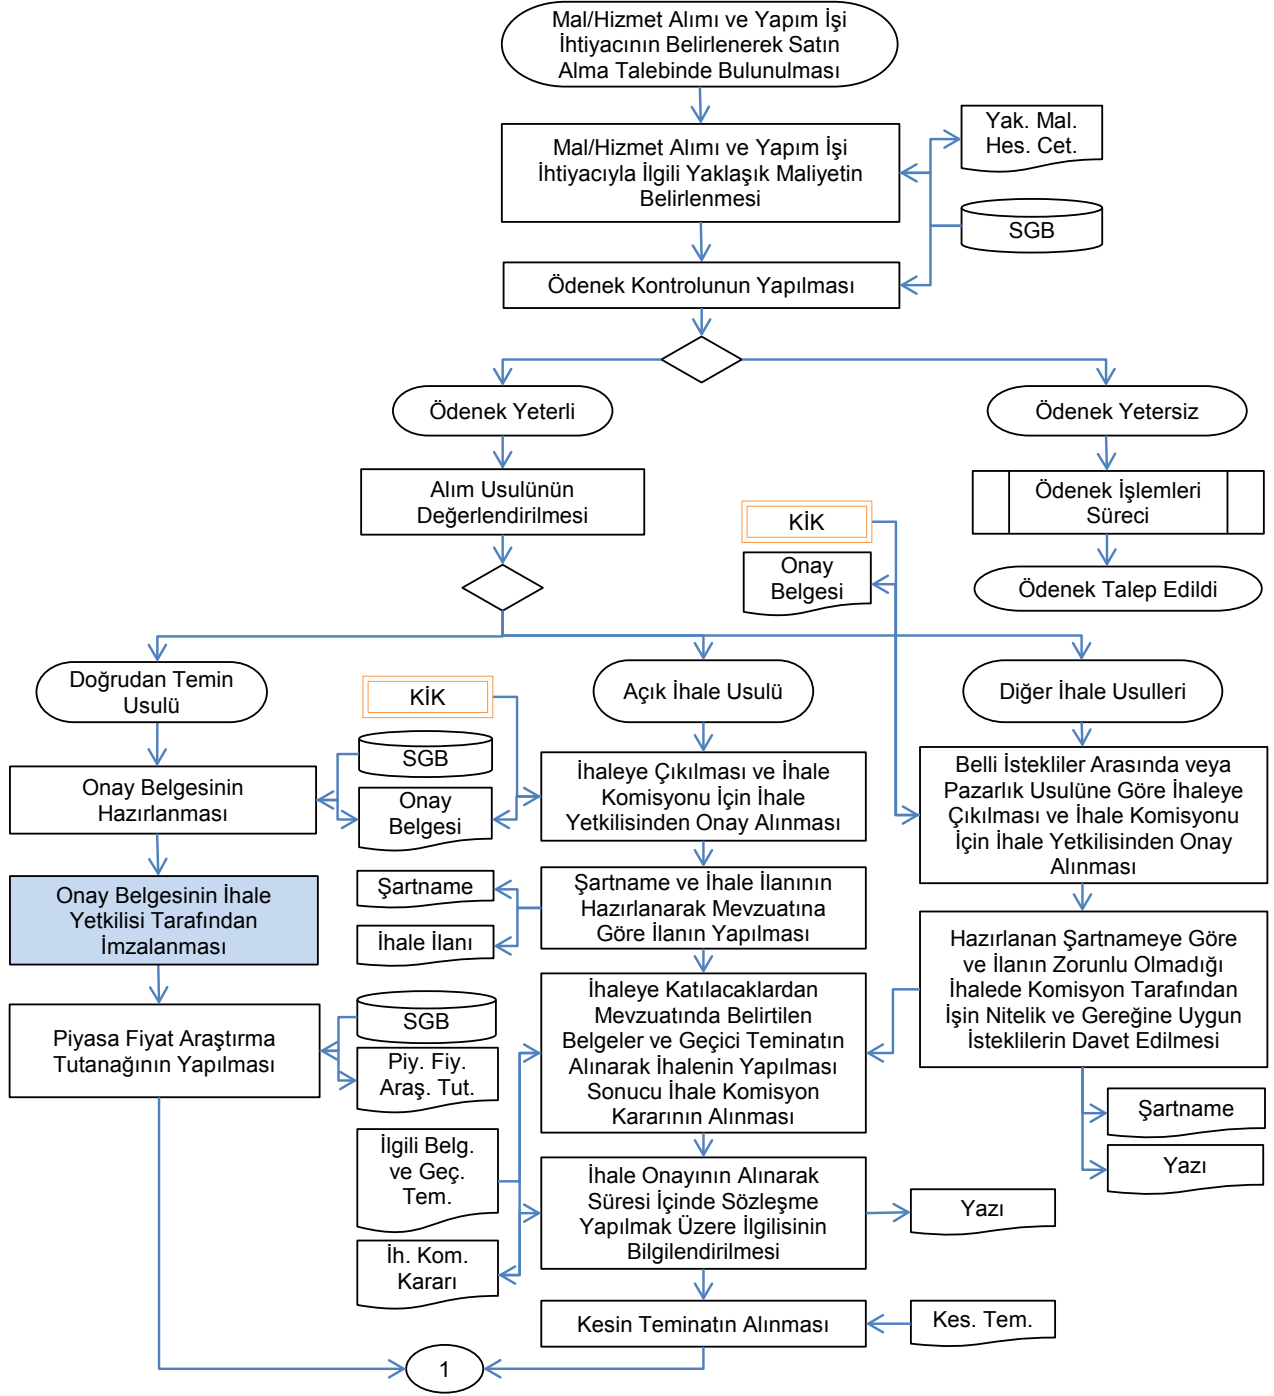 Mal/Hizmet Alımı ve Yapım İşi
İhtiyacının Belirlenerek Satın
Alma Talebinde Bulunulması
Mal/Hizmet Alımı ve Yapım İşi
İhtiyacıyla İlgili Yaklaşık Maliyetin
Belirlenmesi
Yak. Mal.
Hes. Cet.
SGB
Ödenek Kontrolunun Yapılması
Ödenek Yeterli
Ödenek Yetersiz
Alım Usulünün
Değerlendirilmesi
Ödenek İşlemleri
Süreci
KİK
Onay
Belgesi
Ödenek Talep Edildi
Doğrudan Temin
Usulü
KİK
Açık İhale Usulü
Diğer İhale Usulleri
Onay Belgesinin
Hazırlanması
SGB
Onay
Belgesi
İhaleye Çıkılması ve İhale
Komisyonu İçin İhale
Yetkilisinden Onay Alınması
Belli İstekliler Arasında veya
Pazarlık Usulüne Göre İhaleye
Çıkılması ve İhale Komisyonu
İçin İhale Yetkilisinden Onay
Alınması
Onay Belgesinin İhale
Yetkilisi Tarafından
İmzalanması
Şartname
İhale İlanı
Şartname ve İhale İlanının
Hazırlanarak Mevzuatına
Göre İlanın Yapılması
Hazırlanan Şartnameye Göre
ve İlanın Zorunlu Olmadığı
İhalede Komisyon Tarafından
İşin Nitelik ve Gereğine Uygun
İsteklilerin Davet Edilmesi
Piyasa Fiyat Araştırma
Tutanağının Yapılması
SGB
Piy. Fiy.
Araş. Tut.
İhaleye Katılacaklardan
Mevzuatında Belirtilen
Belgeler ve Geçici Teminatın
Alınarak İhalenin Yapılması
Sonucu İhale Komisyon
Kararının Alınması
Şartname
Yazı
İlgili Belg.
ve Geç.
Tem.
İh. Kom.
Kararı
İhale Onayının Alınarak
Süresi İçinde Sözleşme
Yapılmak Üzere İlgilisinin
Bilgilendirilmesi
Yazı
Kesin Teminatın Alınması
Kes. Tem.
1